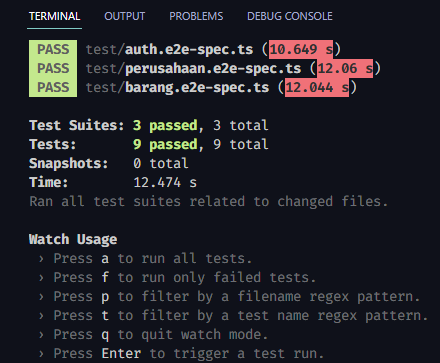 TERMINAL OUTPUT PROBLEMS DEBUG CONSOLE
PASS test/auth.e2e-spec.ts (10.649 s)
PASS test/perusahaan.e2e-spec.ts (12.06 s)
PASS test/barang.e2e-spec.ts (12.044 s)
Test Suites: 3 passed, 3 total
Tests: 9 passed, 9 total
Snapshots: 0 total
Time: 12.474 s
Ran all test suites related to changed files.
Watch Usage
› Press a to run all tests.
› Press f to run only failed tests.
› Press p to filter by a filename regex pattern.
› Press t to filter by a test name regex pattern.
› Press q to quit watch mode.
› Press Enter to trigger a test run.